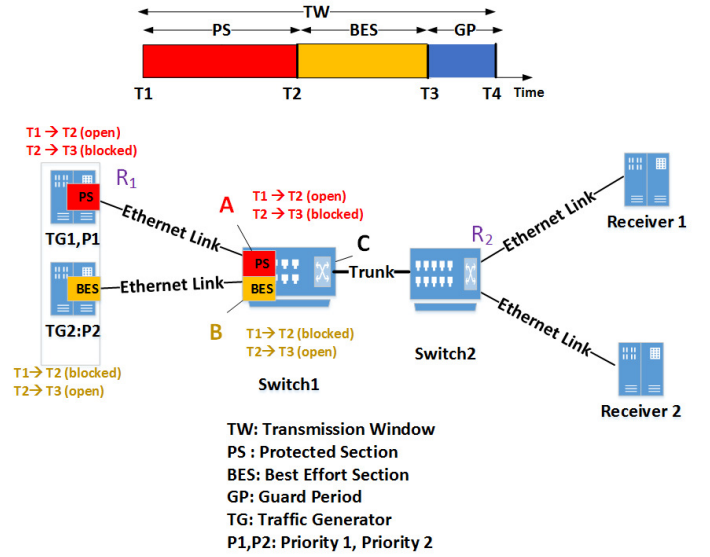 TW
PS BES GP
T1 T2 T3 T4 Time
T1 → T2 (open)
T2 → T3 (blocked)
R1
PS
TG1,P1
Ethernet Link
BES
TG2:P2
Ethernet Link
T1→ T2 (blocked)
T2→ T3 (open)
A
T1 → T2 (open)
T2 → T3 (blocked)
PS
BES
C
B
T1→ T2 (blocked)
T2→ T3 (open)
Switch1
Trunk
R2
Switch2
Ethernet Link
Receiver 1
Ethernet Link
Receiver 2
TW: Transmission Window
PS : Protected Section
BES: Best Effort Section
GP: Guard Period
TG: Traffic Generator
P1,P2: Priority 1, Priority 2